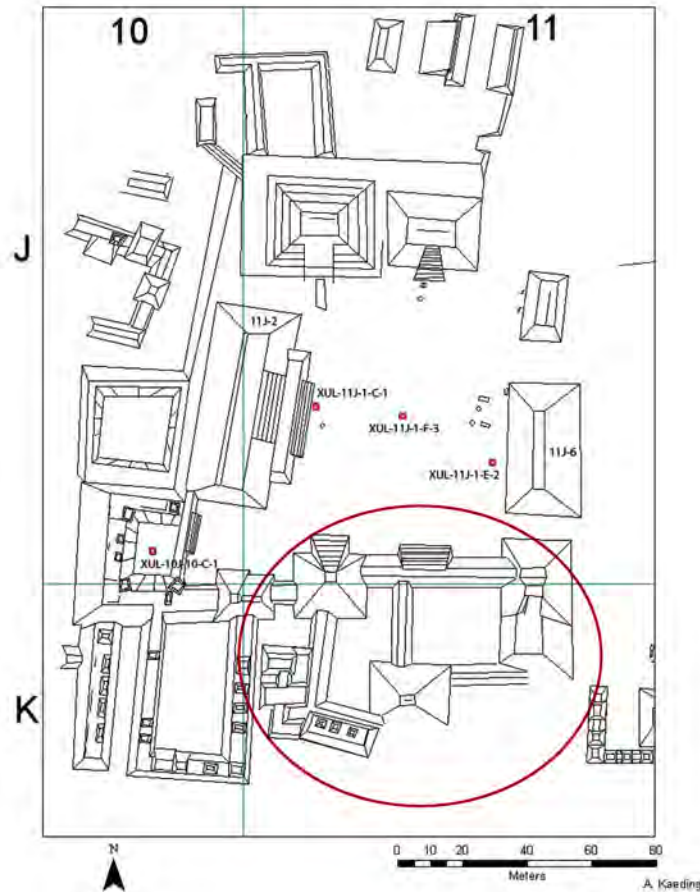 10
11
J
11J-2
XUL-11J-1-C-1
XUL-11J-1-F-3
11J-6
XUL-11J-1-E-2
XUL-10J-10-C-1
K
N
0 10 20 40 60 80
Meters
A. Kaeding